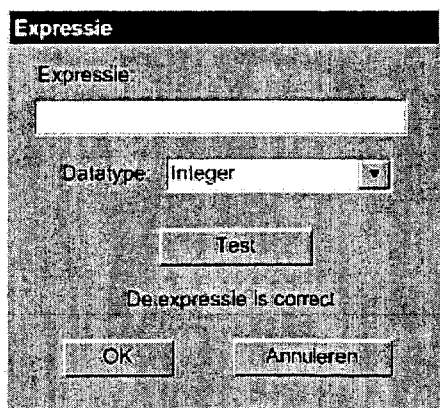 Expressie
Expressie:
Datatype: Integer
Test
De expressie is correct
OK Annuleren